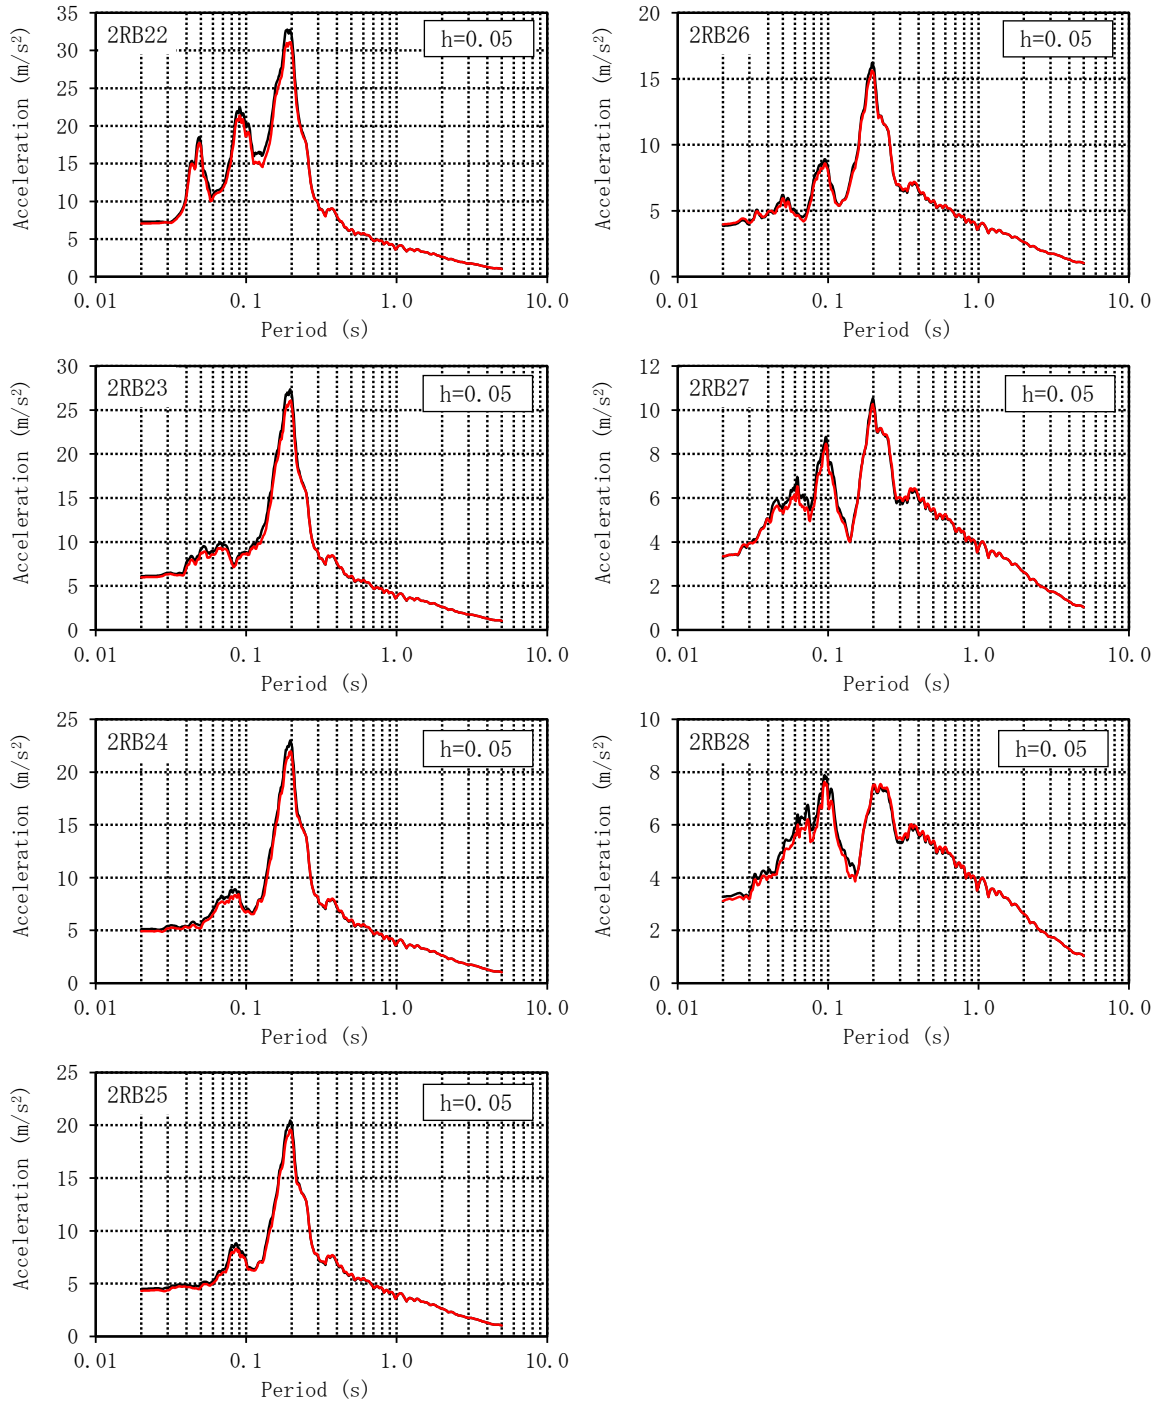 2RB22
h=0.05
Acceleration (m/s²)
35
30
25
20
15
10
5
0
0.01
0.1
1.0
10.0
Period (s)
2RB26
h=0.05
Acceleration (m/s²)
20
15
10
5
0
0.01
0.1
1.0
10.0
Period (s)
2RB23
h=0.05
Acceleration (m/s²)
30
25
20
15
10
5
0
0.01
0.1
1.0
10.0
Period (s)
2RB27
h=0.05
Acceleration (m/s²)
12
10
8
6
4
2
0
0.01
0.1
1.0
10.0
Period (s)
2RB24
h=0.05
Acceleration (m/s²)
25
20
15
10
5
0
0.01
0.1
1.0
10.0
Period (s)
2RB28
h=0.05
Acceleration (m/s²)
10
8
6
4
2
0
0.01
0.1
1.0
10.0
Period (s)
2RB25
h=0.05
Acceleration (m/s²)
25
20
15
10
5
0
0.01
0.1
1.0
10.0
Period (s)